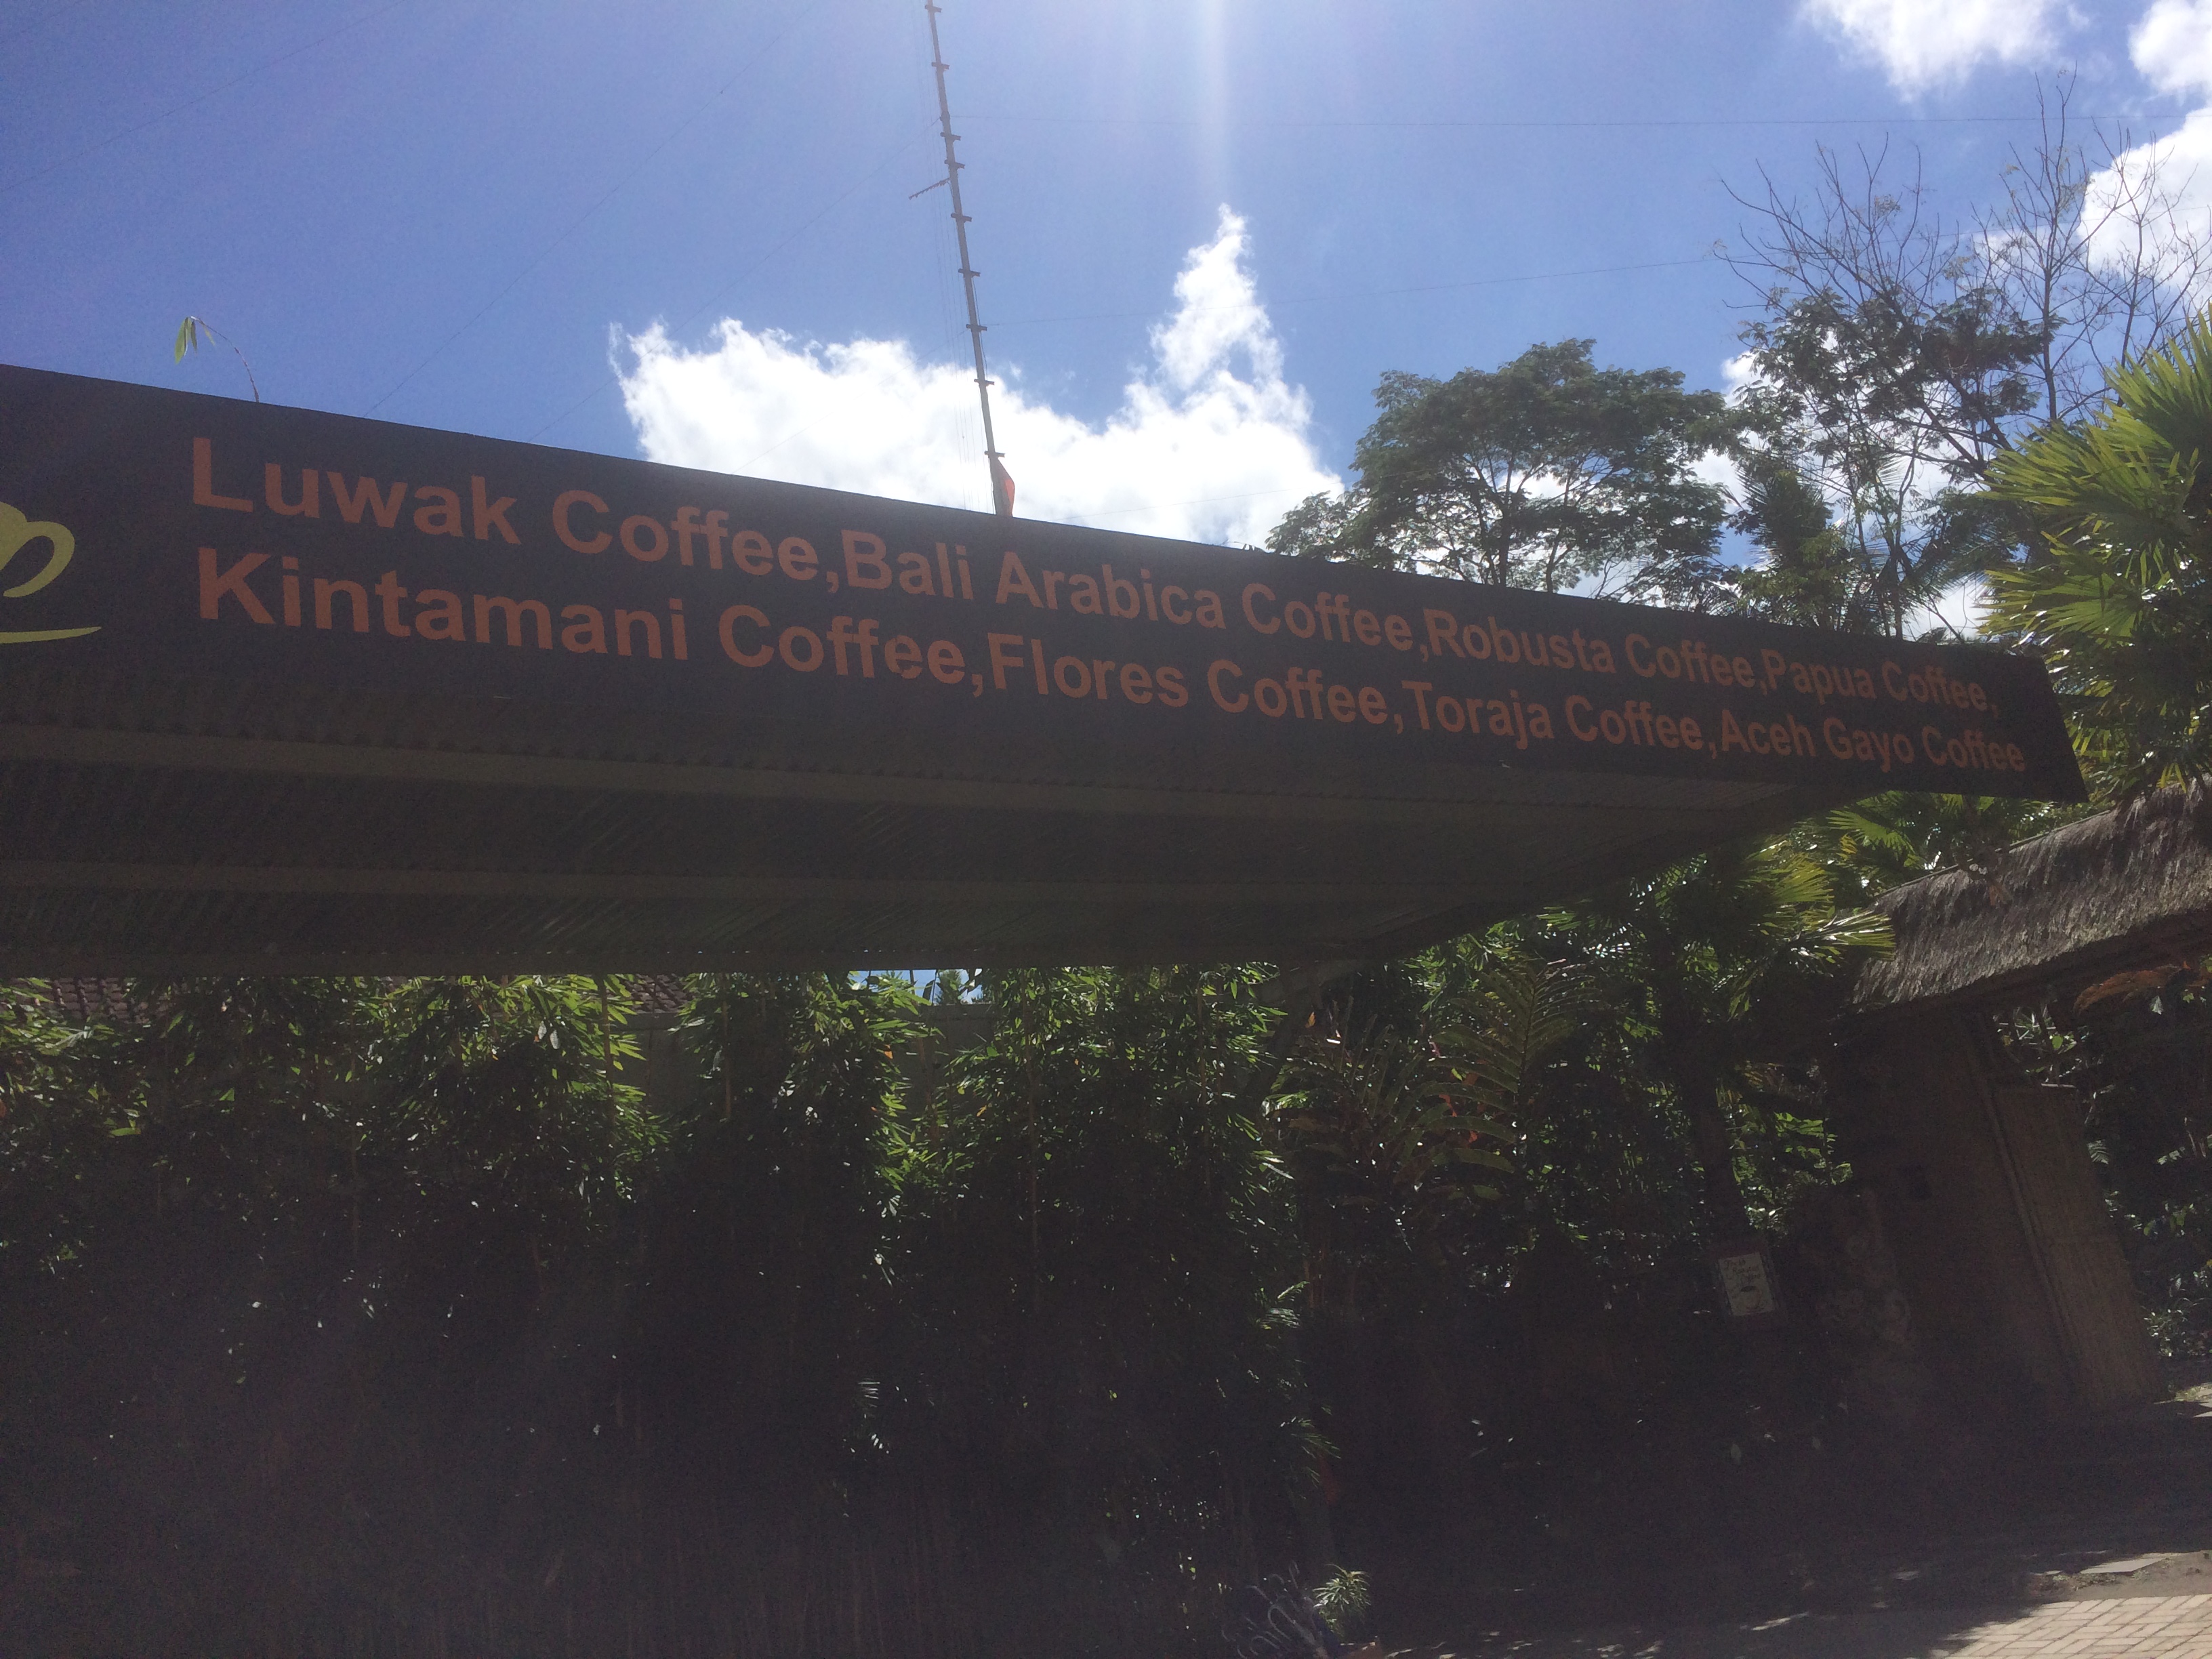 Luwak Coffee,Bali Arabica Coffee,Robusta Coffee,Papua Coffee,
Kintamani Coffee,Flores Coffee,Toraja Coffee,Aceh Gayo Coffee